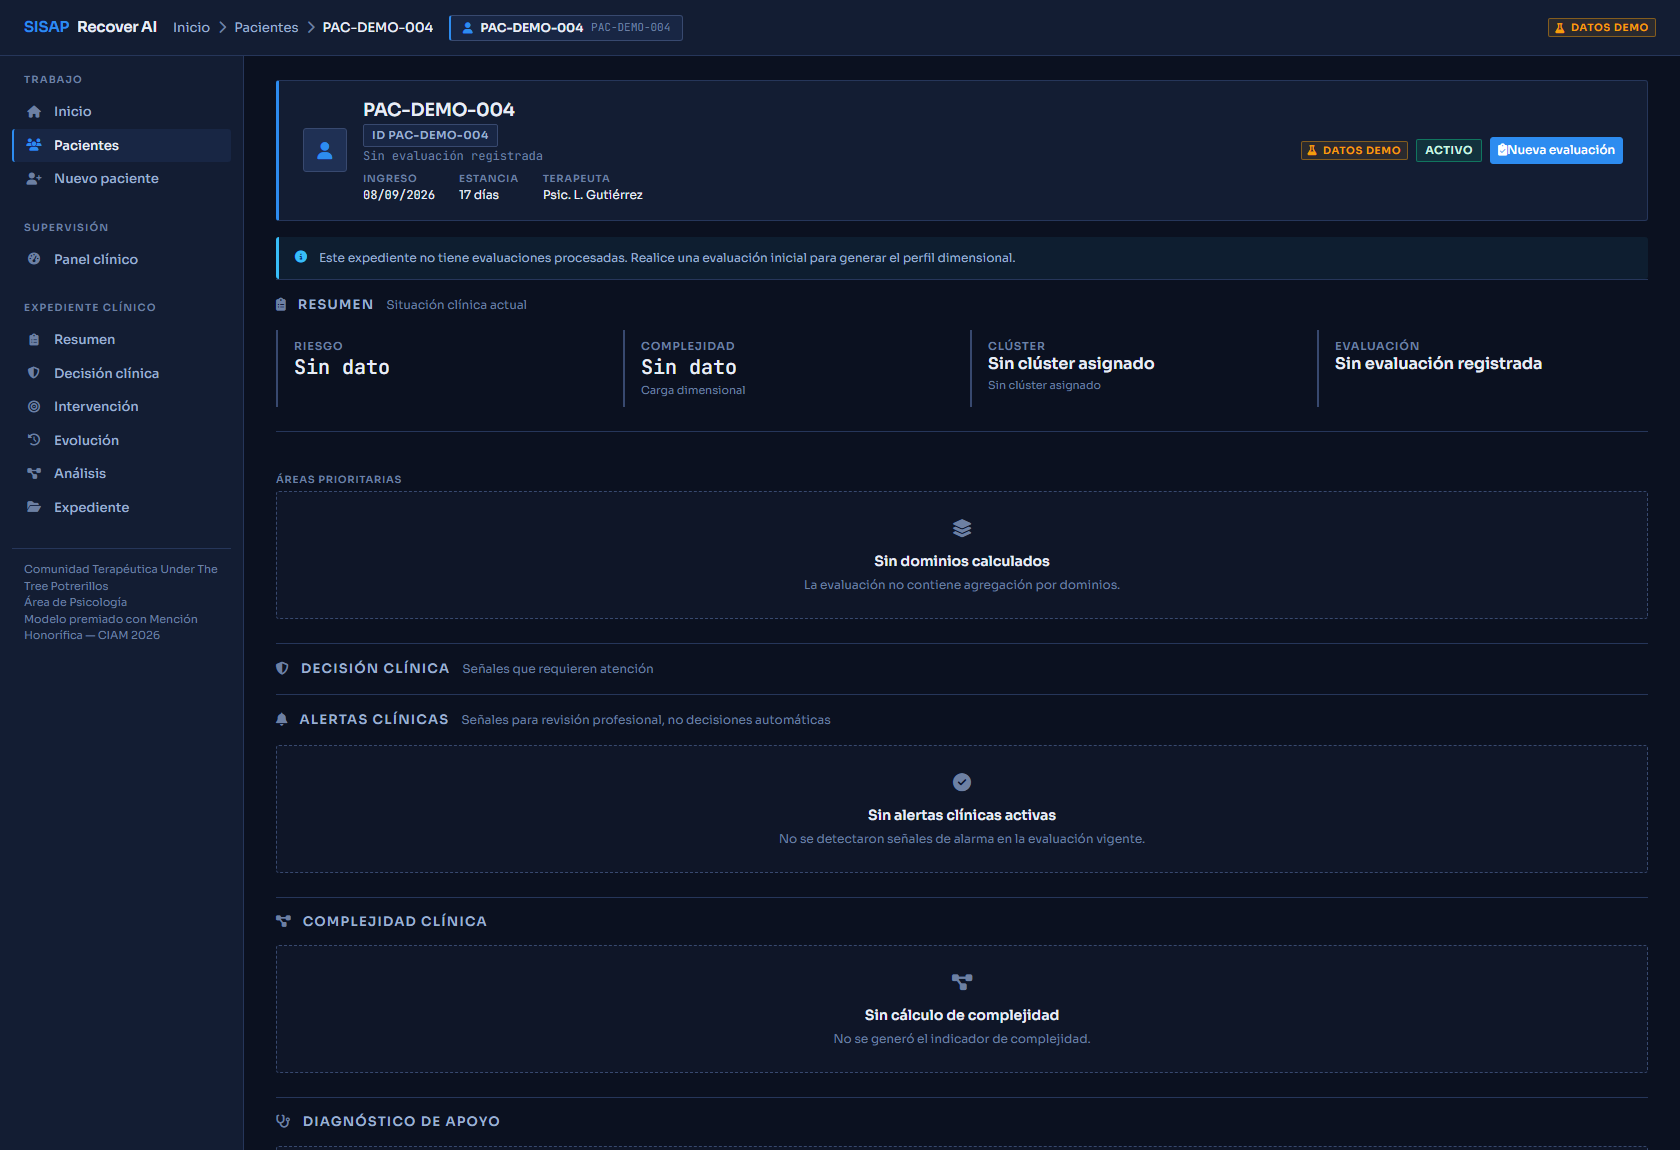 SISAP Recover AI Inicio Pacientes PAC-DEMO-004 PAC-DEMO-004 PAC-DEMO-004 DATOS DEMO
TRABAJO
Inicio
Pacientes
Nuevo paciente
SUPERVISIÓN
Panel clínico
EXPEDIENTE CLÍNICO
Resumen
Decisión clínica
Intervención
Evolución
Análisis
Expediente
Comunidad Terapéutica Under The
Tree Potrerillos
Área de Psicología
Modelo premiado con Mención
Honorífica — CIAM 2026
PAC-DEMO-004
ID PAC-DEMO-004
Sin evaluación registrada
INGRESO ESTANCIA TERAPEUTA
08/09/2026 17 días Psic. L. Gutiérrez
DATOS DEMO ACTIVO Nueva evaluación
Este expediente no tiene evaluaciones procesadas. Realice una evaluación inicial para generar el perfil dimensional.
RESUMEN Situación clínica actual
RIESGO
Sin dato
COMPLEJIDAD
Sin dato
Carga dimensional
CLÚSTER
Sin clúster asignado
Sin clúster asignado
EVALUACIÓN
Sin evaluación registrada
ÁREAS PRIORITARIAS
Sin dominios calculados
La evaluación no contiene agregación por dominios.
DECISIÓN CLÍNICA Señales que requieren atención
ALERTAS CLÍNICAS Señales para revisión profesional, no decisiones automáticas
Sin alertas clínicas activas
No se detectaron señales de alarma en la evaluación vigente.
COMPLEJIDAD CLÍNICA
Sin cálculo de complejidad
No se generó el indicador de complejidad.
DIAGNÓSTICO DE APOYO